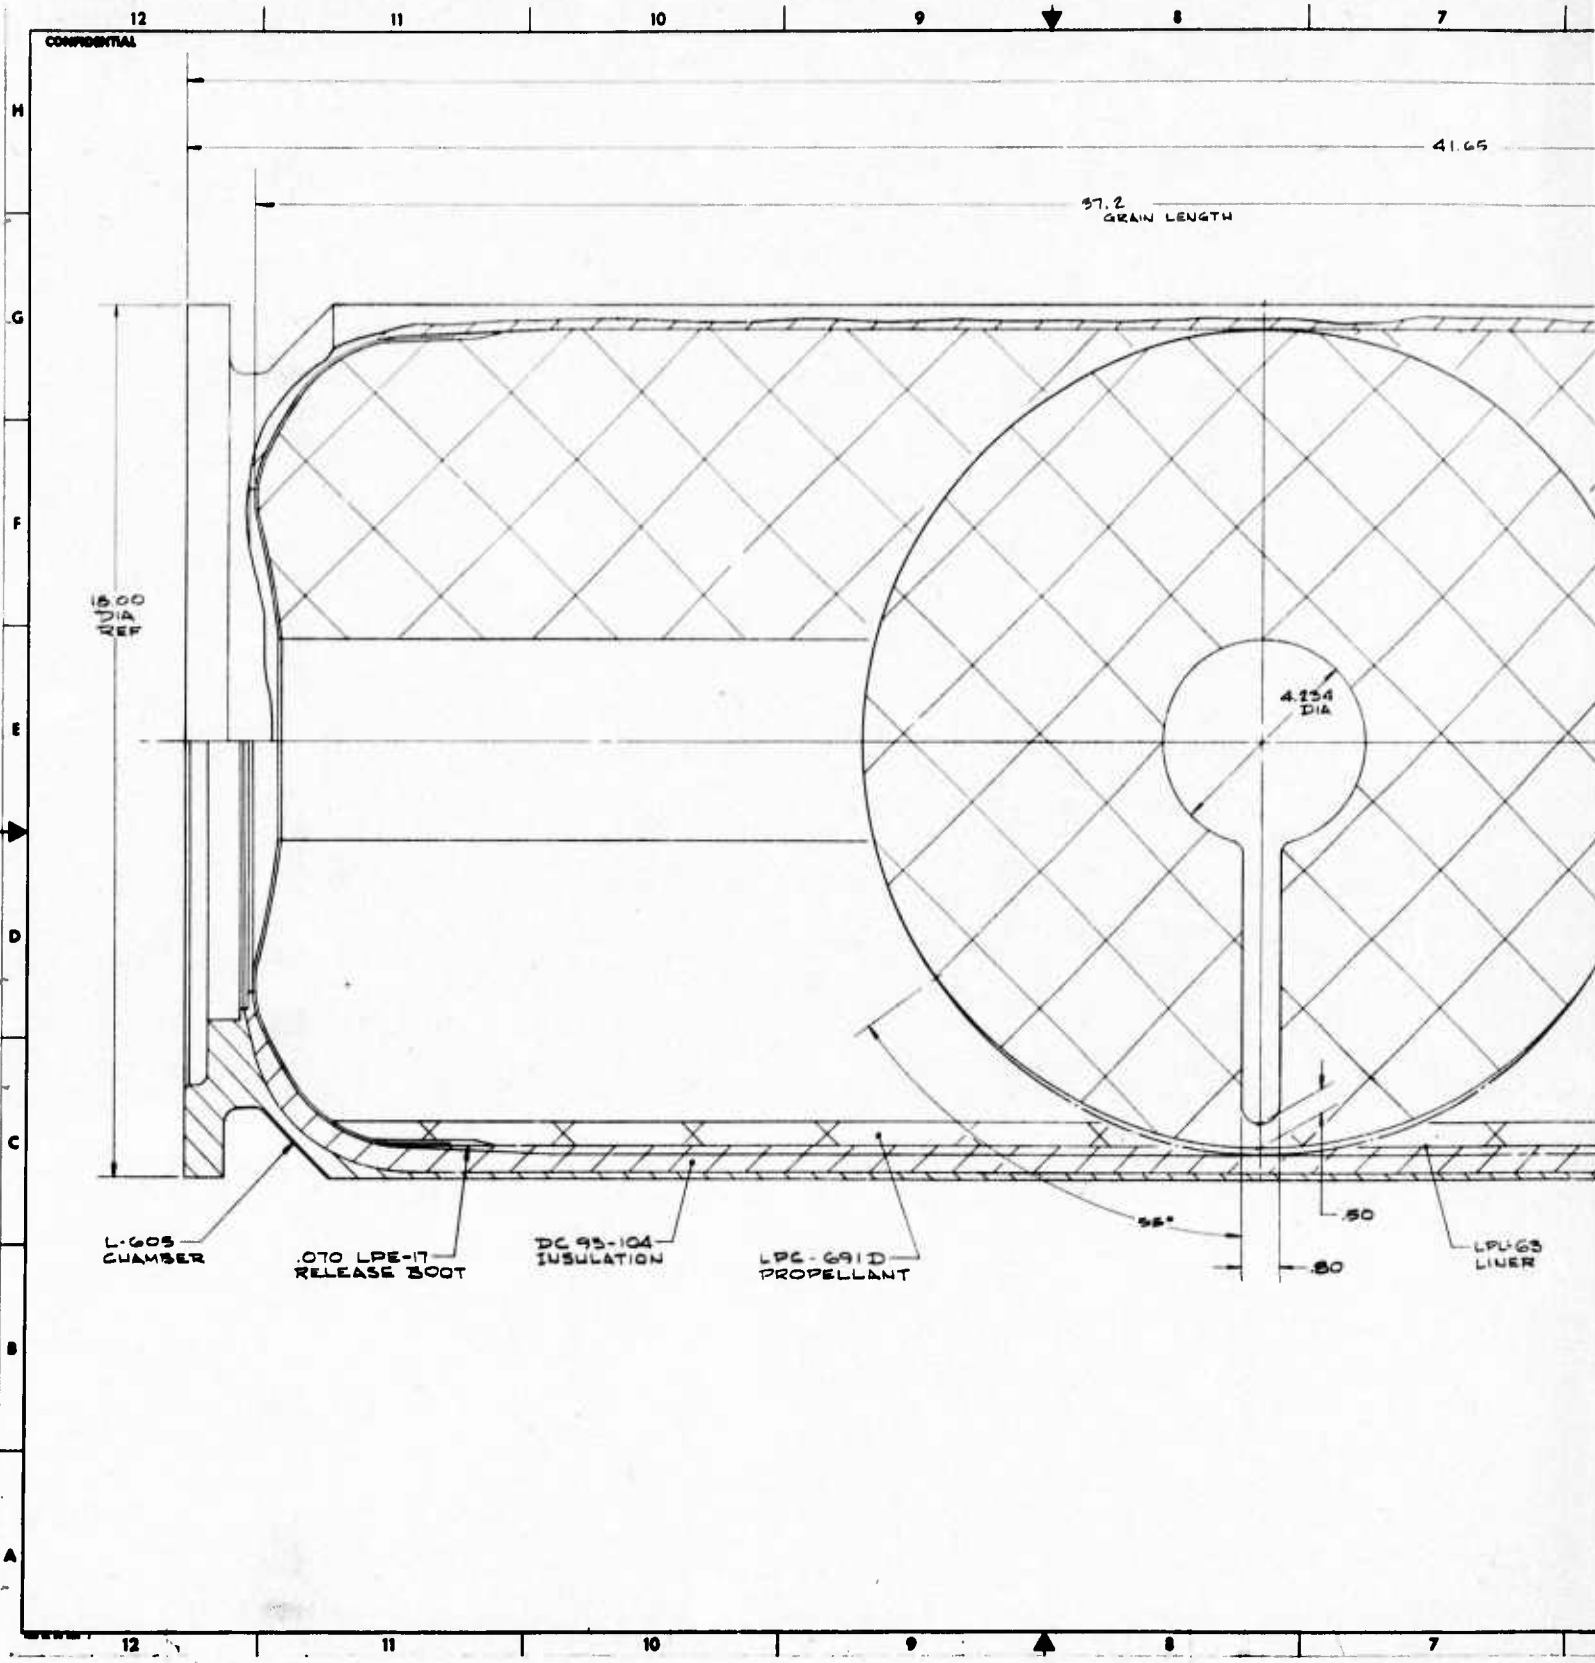 12 11 10 9 8 7
CONFIDENTIAL
H
41.65
37.2
GRAIN LENGTH
G
F
18.00
DIA
REF
4.234
DIA
E
D
C
55°
.50
L-605
CHAMBER
.070 LPE-17
RELEASE BOOT
DC 93-104
INSULATION
LPC-691D
PROPELLANT
.80
LPL-63
LINER
B
A
12 11 10 9 8 7